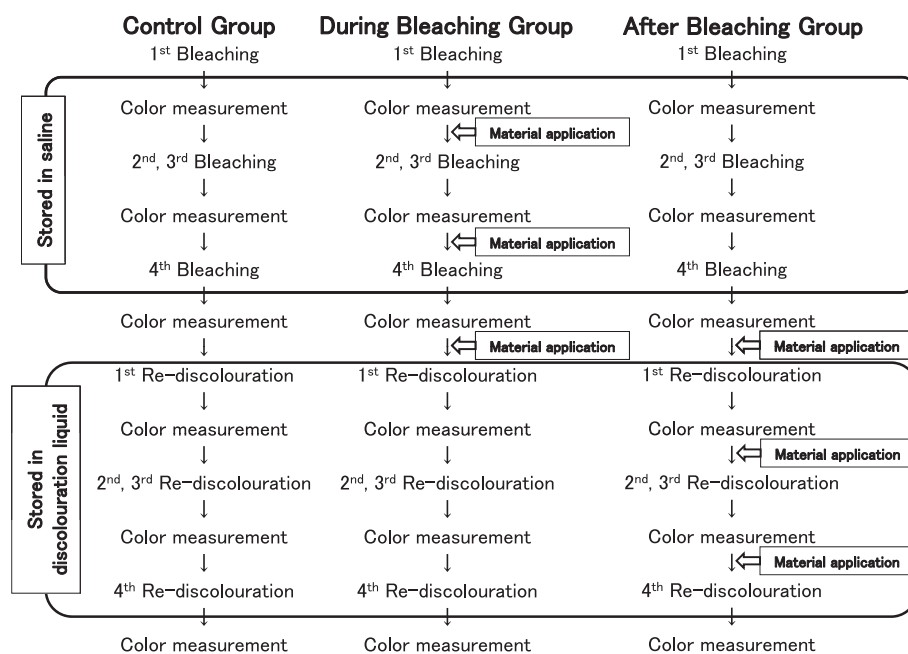 Control Group During Bleaching Group After Bleaching Group
1st Bleaching 1st Bleaching 1st Bleaching
Color measurement Color measurement Color measurement
Material application
2nd, 3rd Bleaching 2nd, 3rd Bleaching 2nd, 3rd Bleaching
Stored in saline
Color measurement Color measurement Color measurement
Material application
4th Bleaching 4th Bleaching 4th Bleaching
Color measurement Color measurement Color measurement
Material application Material application
1st Re-discolouration 1st Re-discolouration 1st Re-discolouration
Color measurement Color measurement Color measurement
Material application
2nd, 3rd Re-discolouration 2nd, 3rd Re-discolouration 2nd, 3rd Re-discolouration
Stored in
discolouration liquid
Color measurement Color measurement Color measurement
Material application
4th Re-discolouration 4th Re-discolouration 4th Re-discolouration
Color measurement Color measurement Color measurement